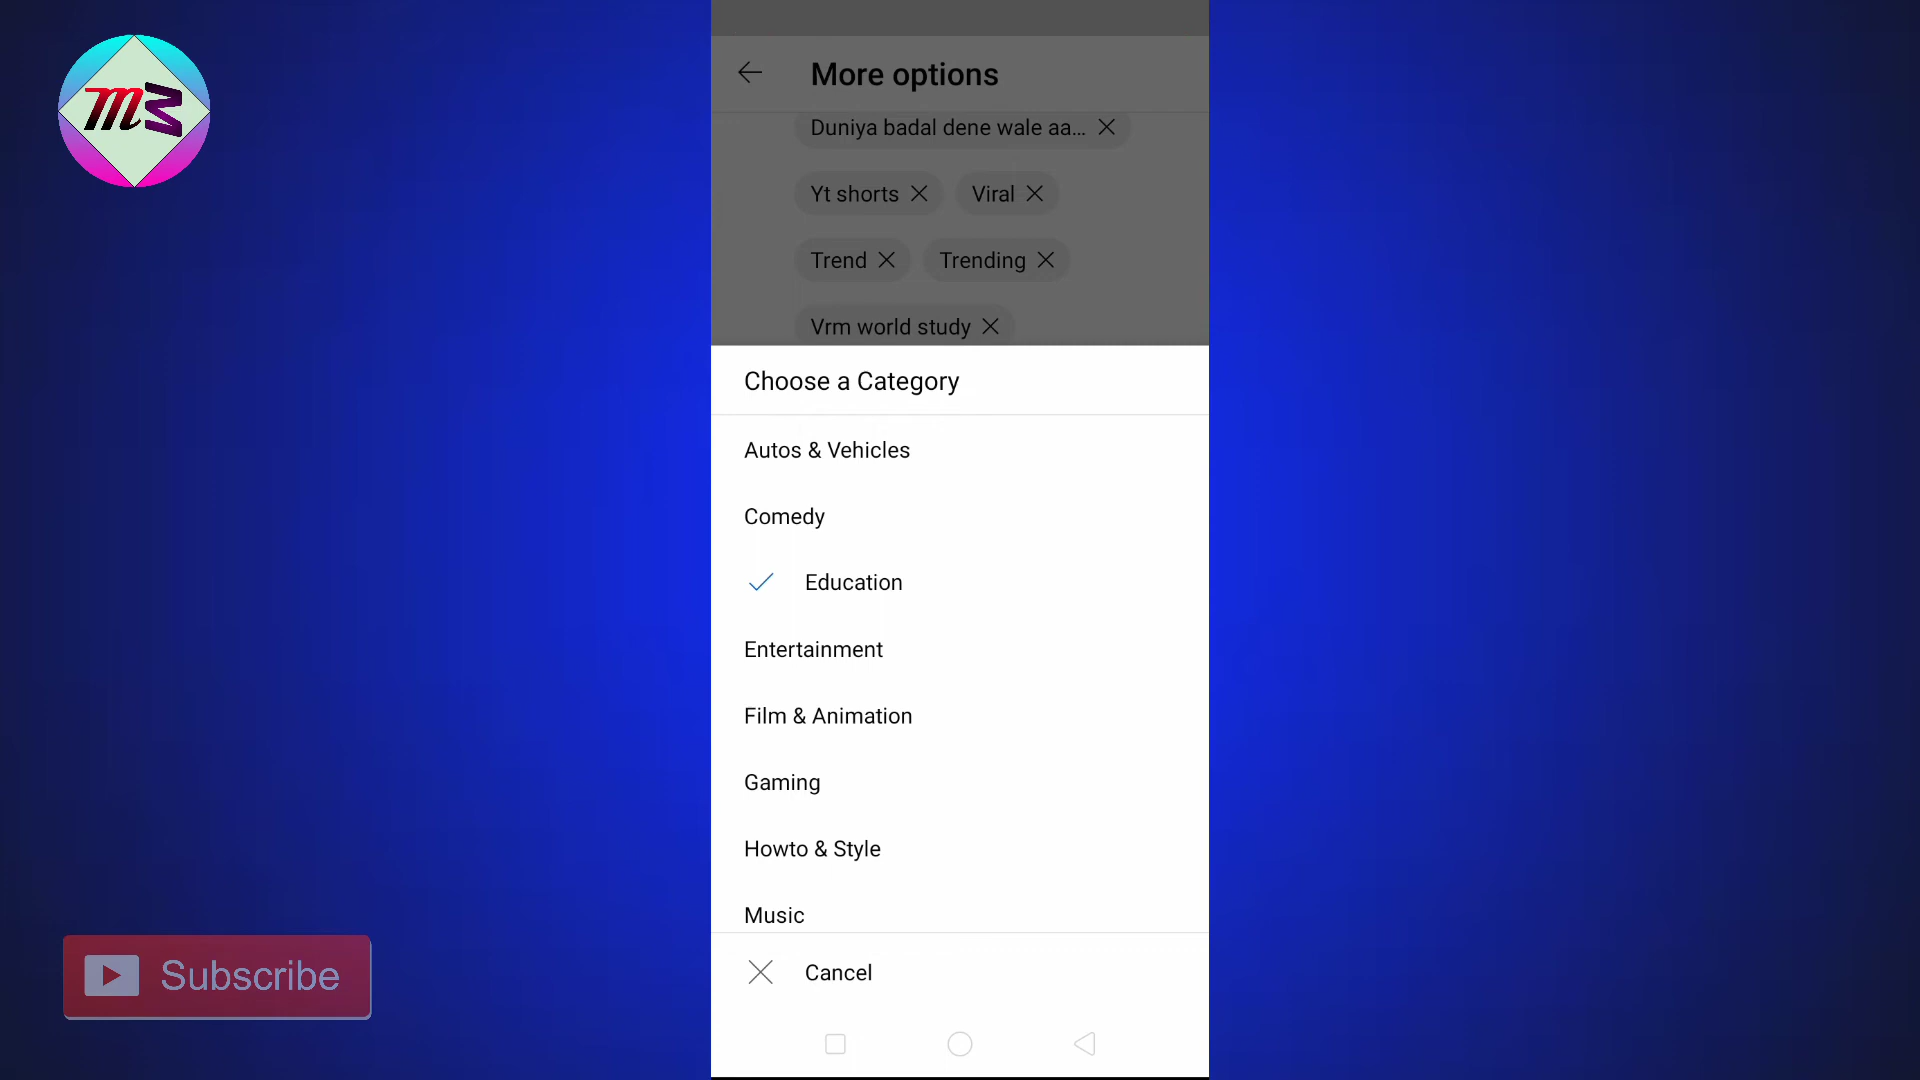 More options
Duniya badal dene wale aa...
Yt shorts Viral
Trend Trending
Vrm world study
Choose a Category
Autos & Vehicles
Comedy
Education
Entertainment
Film & Animation
Gaming
Howto & Style
Music
Cancel
Subscribe